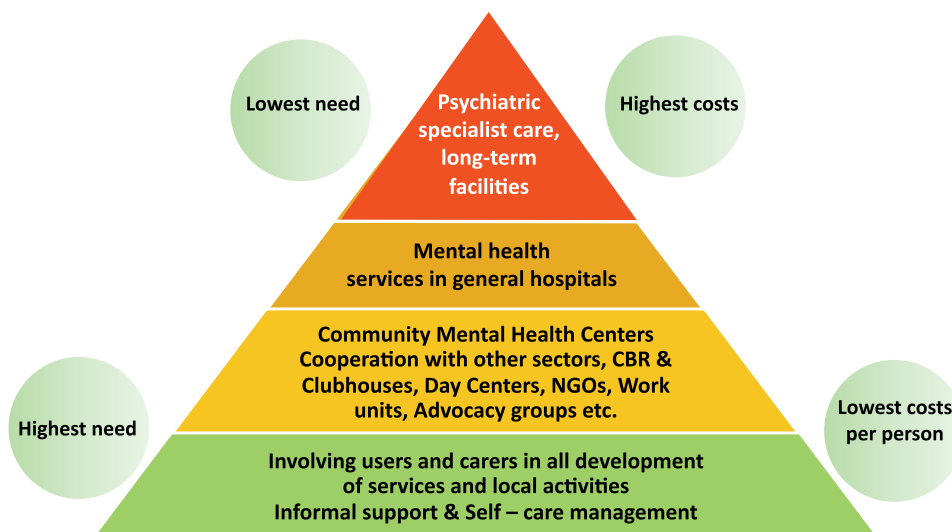 Lowest need
Highest costs
Psychiatric
specialist care,
long-term
facilities
Mental health
services in general hospitals
Community Mental Health Centers
Cooperation with other sectors, CBR &
Clubhouses, Day Centers, NGOs, Work
units, Advocacy groups etc.
Highest need
Lowest costs
per person
Involving users and carers in all development
of services and local activities
Informal support & Self – care management